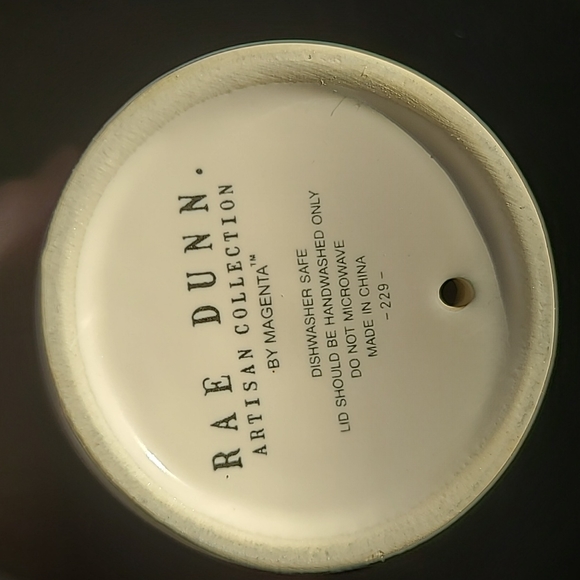 RAE DUNN.
ARTISAN COLLECTION
BY MAGENTA™
DISHWASHER SAFE
LID SHOULD BE HANDWASHED ONLY
DO NOT MICROWAVE
MADE IN CHINA
-229-